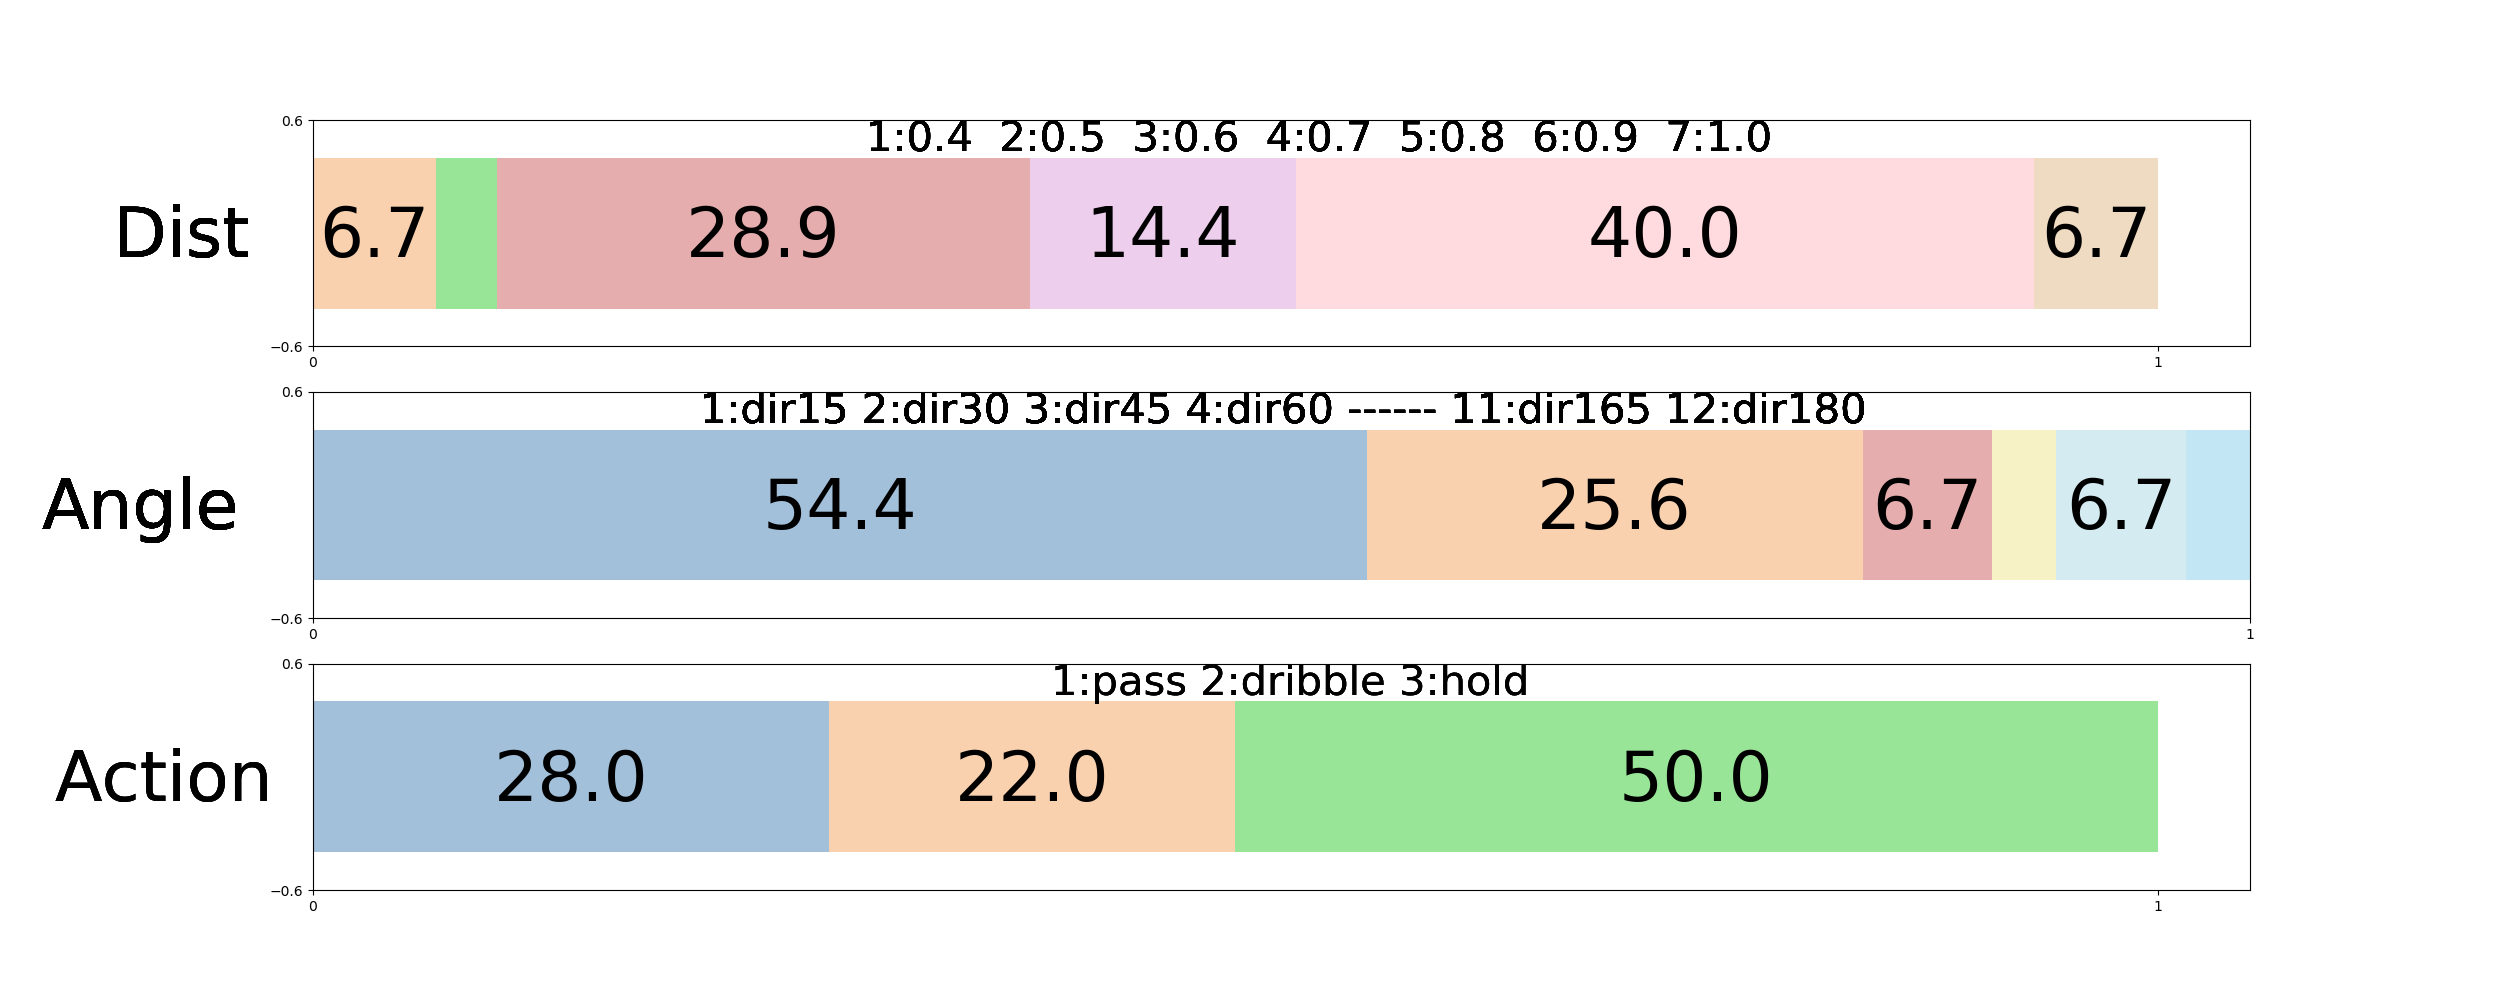 0.6
1:0.4 2:0.5 3:0.6 4:0.7 5:0.8 6:0.9 7:1.0
Dist
6.7 28.9 14.4 40.0 6.7
−0.6
0 1
0.6
1:dir15 2:dir30 3:dir45 4:dir60 ------ 11:dir165 12:dir180
Angle
54.4 25.6 6.7 6.7
−0.6
0 1
0.6
1:pass 2:dribble 3:hold
Action
28.0 22.0 50.0
−0.6
0 1